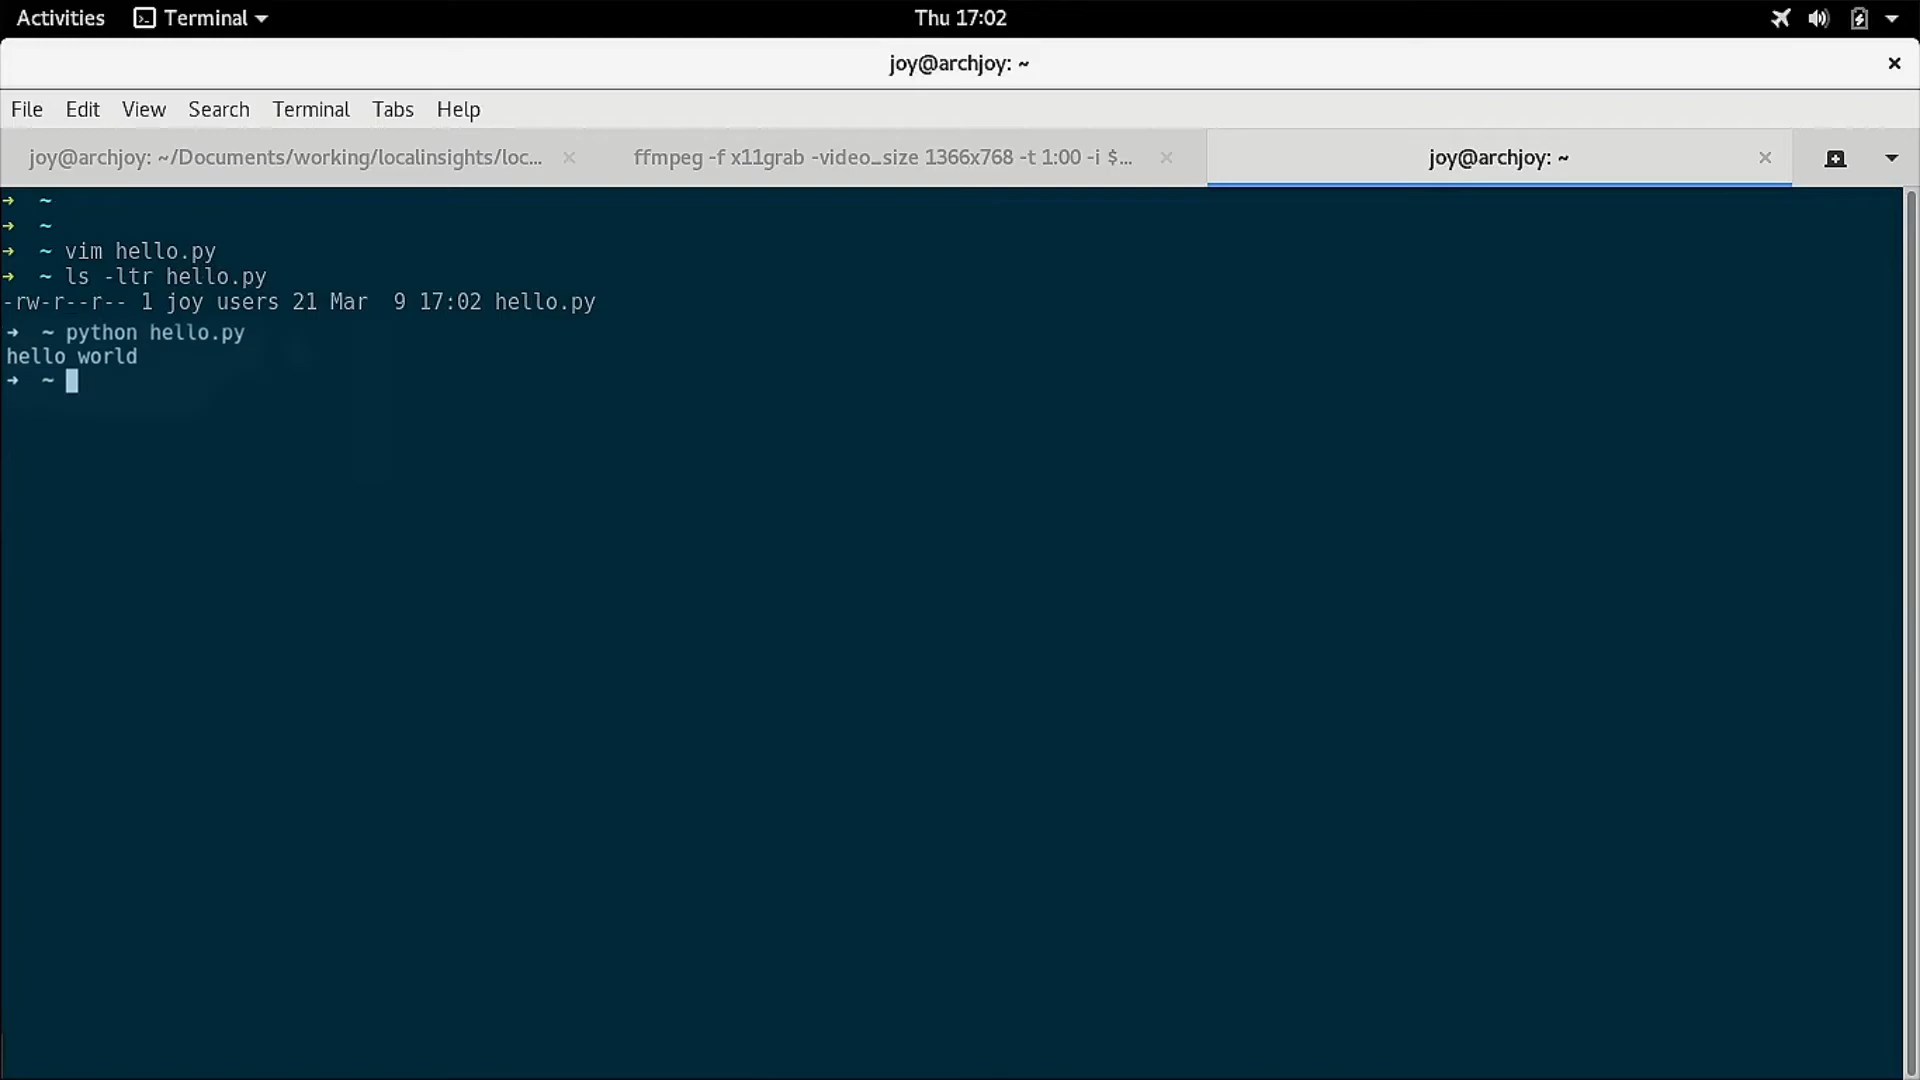 Activities Terminal Thu 17:02
joy@archjoy: ~
File Edit View Search Terminal Tabs Help
joy@archjoy: ~/Documents/working/localinsights/loc... ffmpeg -f x11grab -video_size 1366x768 -t 1:00 -i $... joy@archjoy: ~
➜ ~
➜ ~
➜ ~ vim hello.py
➜ ~ ls -ltr hello.py
-rw-r--r-- 1 joy users 21 Mar  9 17:02 hello.py
➜ ~ python hello.py
hello world
➜ ~